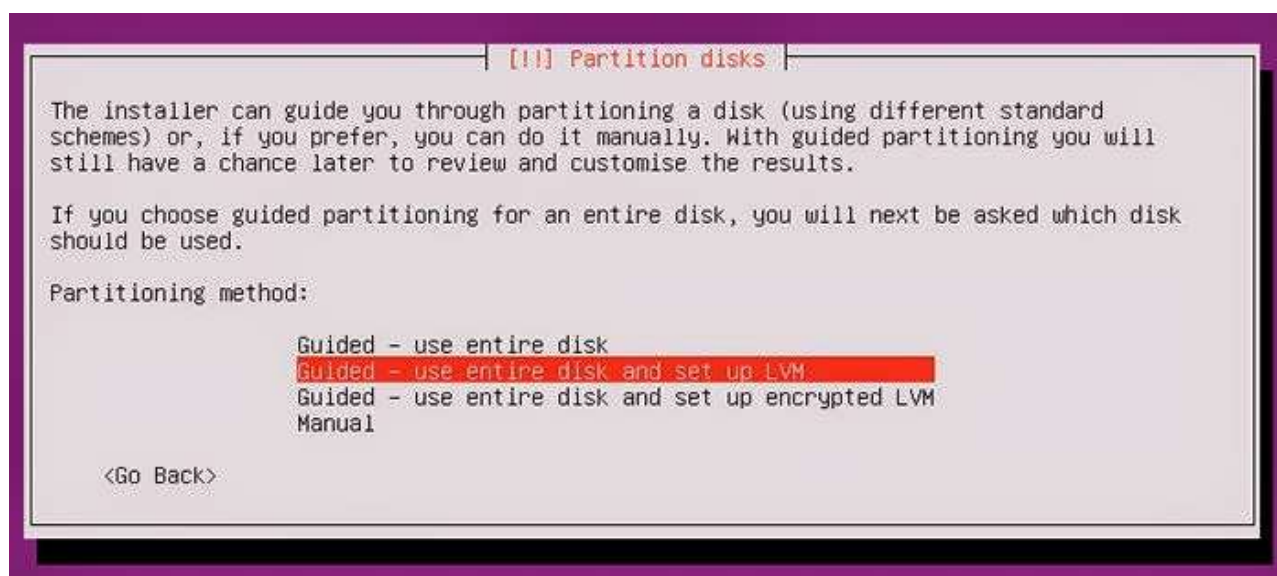 [!!] Partition disks
The installer can guide you through partitioning a disk (using different standard
schemes) or, if you prefer, you can do it manually. With guided partitioning you will
still have a chance later to review and customise the results.
If you choose guided partitioning for an entire disk, you will next be asked which disk
should be used.
Partitioning method:
Guided - use entire disk
Guided - use entire disk and set up LVM
Guided - use entire disk and set up encrypted LVM
Manual
<Go Back>